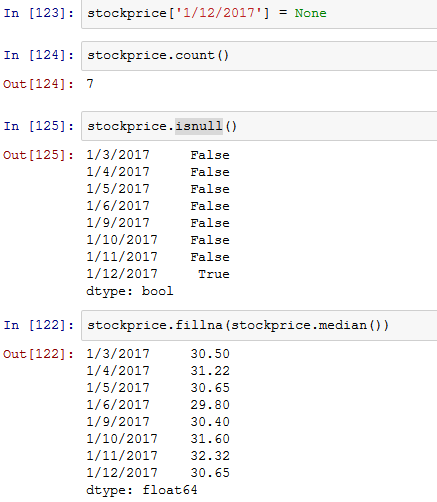 In [123]: stockprice['1/12/2017'] = None
In [124]: stockprice.count()
Out[124]: 7
In [125]: stockprice.isnull()
Out[125]: 1/3/2017     False
1/4/2017     False
1/5/2017     False
1/6/2017     False
1/9/2017     False
1/10/2017    False
1/11/2017    False
1/12/2017     True
dtype: bool
In [122]: stockprice.fillna(stockprice.median())
Out[122]: 1/3/2017     30.50
1/4/2017     31.22
1/5/2017     30.65
1/6/2017     29.80
1/9/2017     30.40
1/10/2017    31.60
1/11/2017    32.32
1/12/2017    30.65
dtype: float64